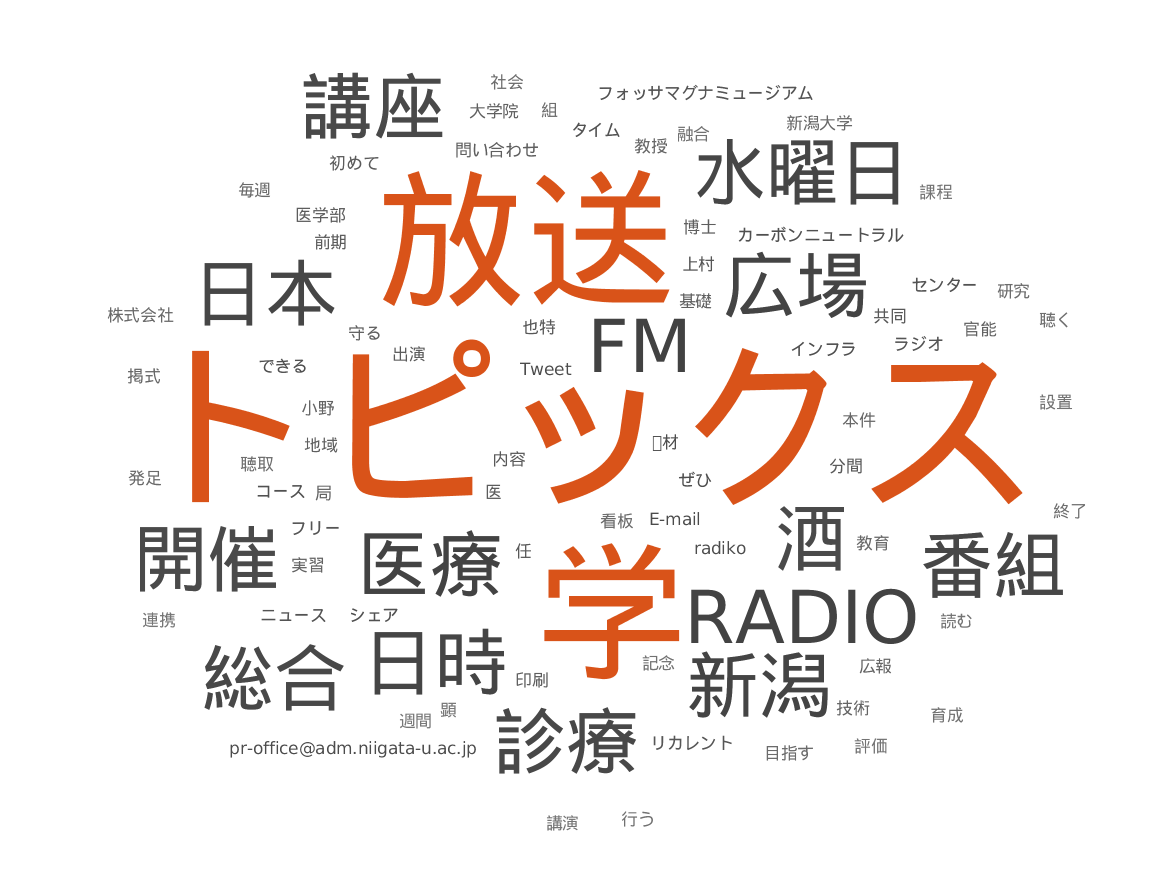 社会
講座
フォッサマグナミュージアム
大学院
組
新潟大学
タイム
融合
教授
問い合わせ
初めて
水曜日
毎週
課程
放送
医学部
博士
前期
カーボンニュートラル
上村
日本
広場
センター
研究
基礎
株式会社
共同
聴く
也特
官能
守る
FM
ラジオ
インフラ
出演
できる
Tweet
掲式
トピックス
小野
設置
本件
地域
材
内容
聴取
分間
発足
ぜひ
コース
局
医
終了
看板
E-mail
フリー
酒
開催
医療
教育
radiko
任
番組
実習
学
ニュース
シェア
RADIO
連携
読む
記念
広報
総合
日時
印刷
新潟
技術
顕
週間
育成
診療
リカレント
pr-office@adm.niigata-u.ac.jp
評価
目指す
講演
行う